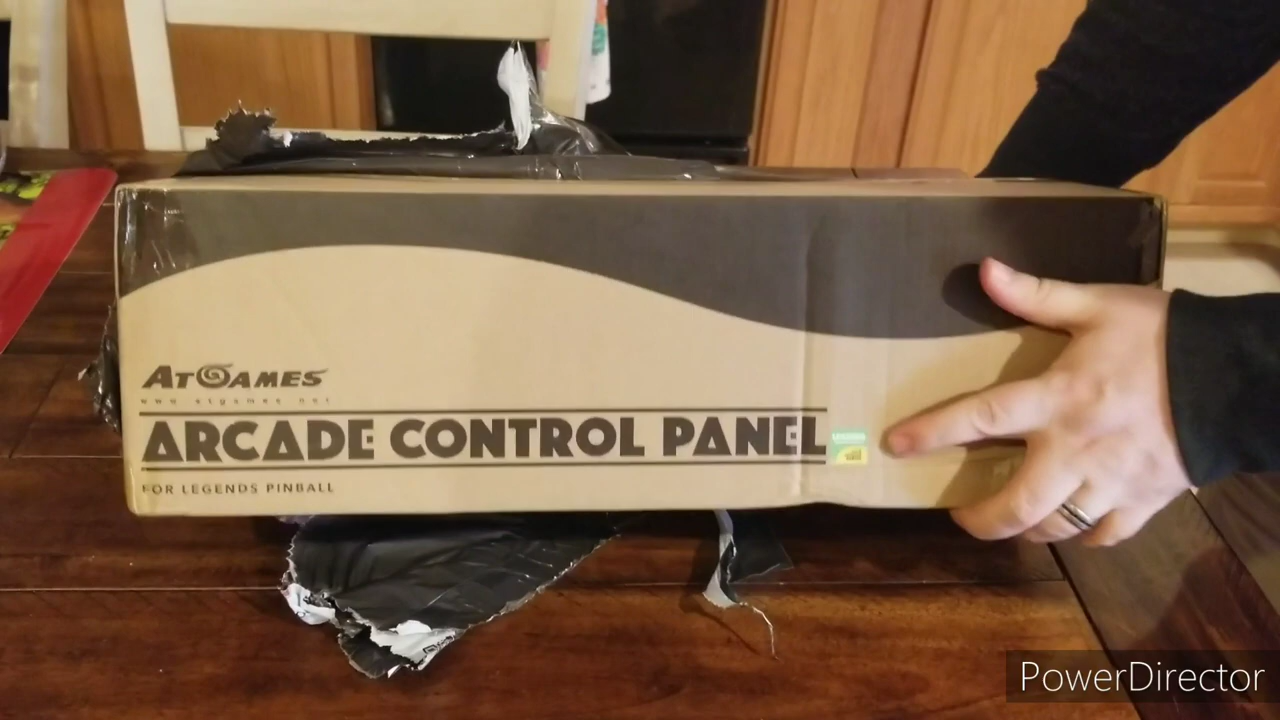 ATGAMES
www.atgames.net
ARCADE CONTROL PANEL
FOR LEGENDS PINBALL
PowerDirector